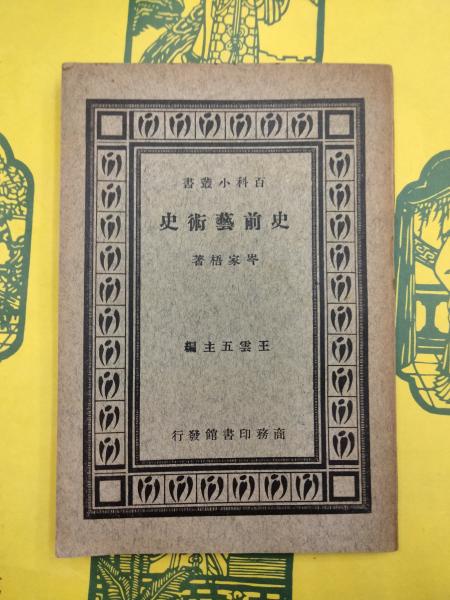 百科小叢書
史前藝術史
岑家梧著
王雲五主編
商務印書館發行